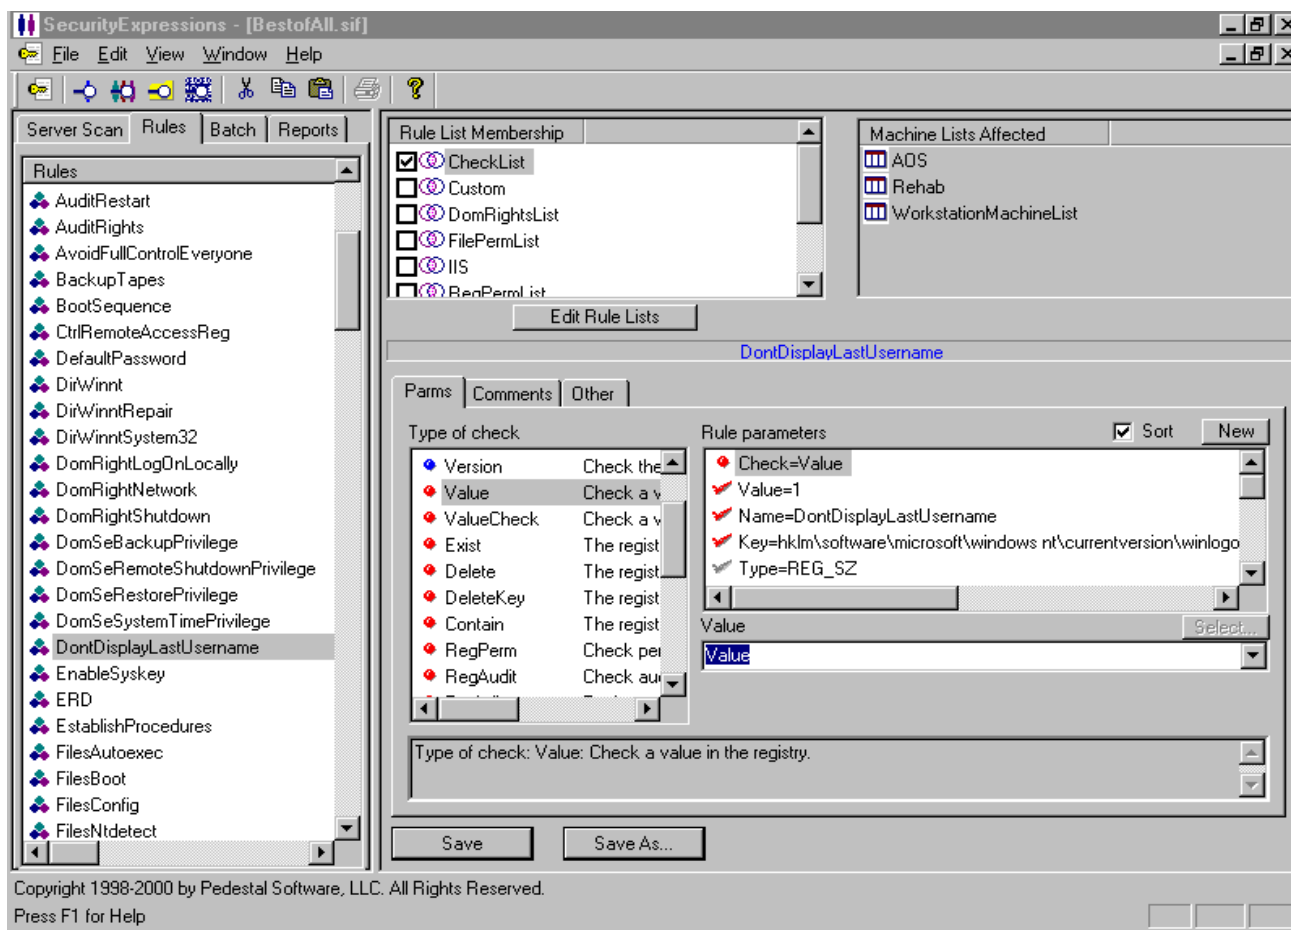 SecurityExpressions - [BestofAll.sif]
File Edit View Window Help
Server Scan Rules Batch Reports
Rules
AuditRestart
AuditRights
AvoidFullControlEveryone
BackupTapes
BootSequence
CtrlRemoteAccessReg
DefaultPassword
DirWinnt
DirWinntRepair
DirWinntSystem32
DomRightLogOnLocally
DomRightNetwork
DomRightShutdown
DomSeBackupPrivilege
DomSeRemoteShutdownPrivilege
DomSeRestorePrivilege
DomSeSystemTimePrivilege
DontDisplayLastUsername
EnableSyskey
ERD
EstablishProcedures
FilesAutoexec
FilesBoot
FilesConfig
FilesNtdetect
Rule List Membership
CheckList
Custom
DomRightsList
FilePermList
IIS
RegPermList
Edit Rule Lists
Machine Lists Affected
AOS
Rehab
WorkstationMachineList
DontDisplayLastUsername
Parms Comments Other
Type of check
Version Check the
Value Check a v
ValueCheck Check a v
Exist The regist
Delete The regist
DeleteKey The regist
Contain The regist
RegPerm Check per
RegAudit Check au
Rule parameters Sort New
Check=Value
Value=1
Name=DontDisplayLastUsername
Key=hklm\software\microsoft\windows nt\currentversion\winlogo
Type=REG_SZ
Value Select...
Value
Type of check: Value: Check a value in the registry.
Save Save As...
Copyright 1998-2000 by Pedestal Software, LLC. All Rights Reserved.
Press F1 for Help